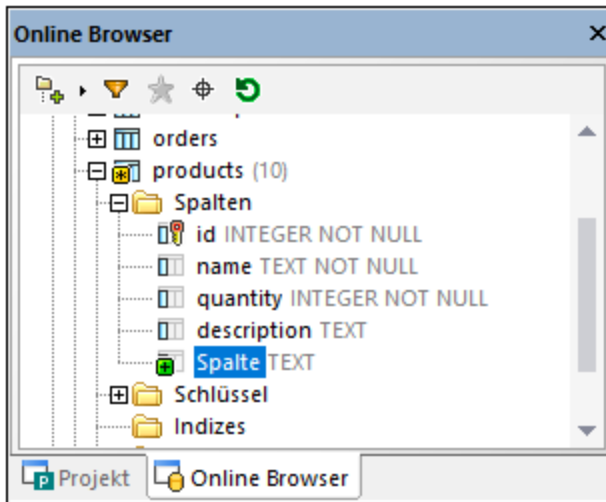 Online Browser
orders
products (10)
Spalten
id INTEGER NOT NULL
name TEXT NOT NULL
quantity INTEGER NOT NULL
description TEXT
Spalte TEXT
Schlüssel
Indizes
Projekt Online Browser